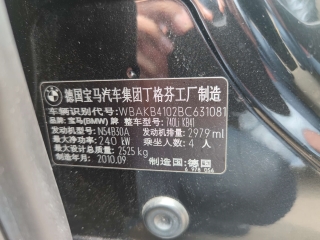 德国宝马汽车集团丁格芬工厂制造
车辆识别代号:WBAKB4102BC631081
品牌:宝马(BMW)牌 整车型号:740Li KB41
发动机型号:N54B30A 发动机排量:2979 ml
最大净功率:240 kW 乘坐人数:4 人
最大设计总质量:2525 kg
制造年月:2010.09 制造国:德国